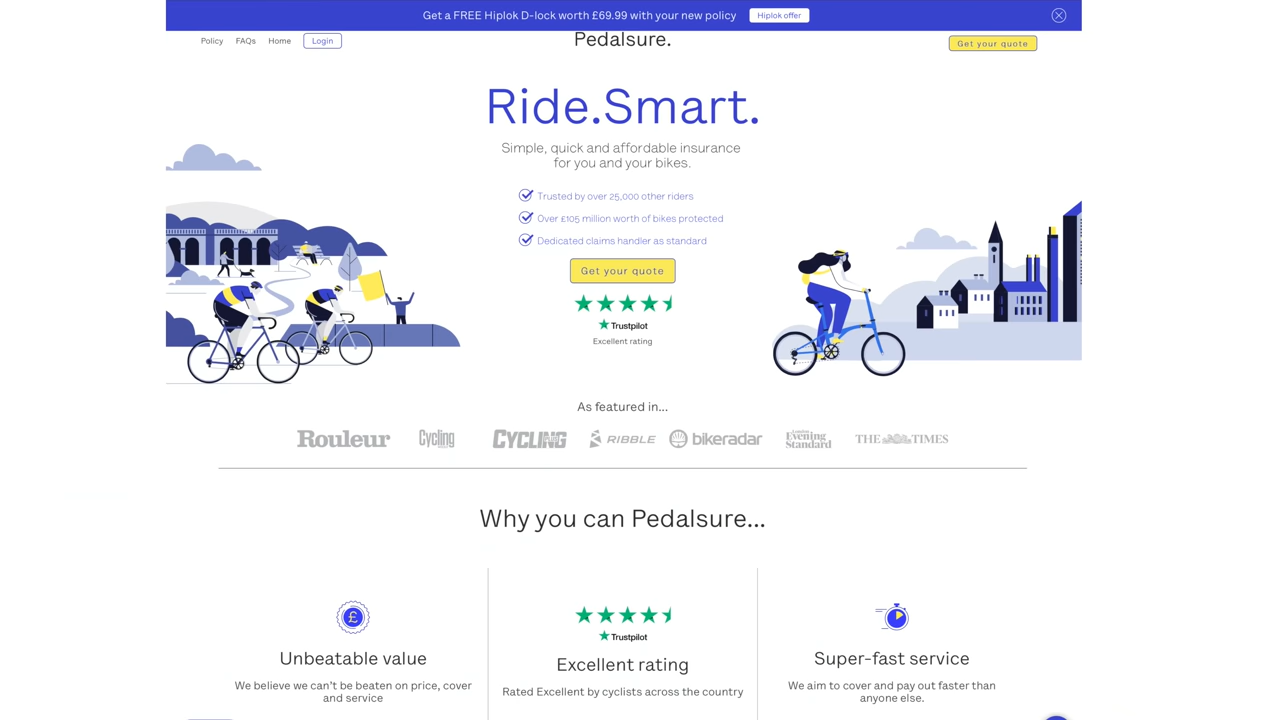 Get a FREE Hiplok D-lock worth £69.99 with your new policy
Hiplok offer
Policy
FAQs
Home
Login
Pedalsure.
Get your quote
Ride.Smart.
Simple, quick and affordable insurance
for you and your bikes.
Trusted by over 25,000 other riders
Over £105 million worth of bikes protected
Dedicated claims handler as standard
Get your quote
Trustpilot
Excellent rating
As featured in...
Rouleur
Cycling
CYCLING
RIBBLE
bikeradar
London
Evening
Standard
THE TIMES
Why you can Pedalsure...
£
Unbeatable value
We believe we can't be beaten on price, cover
and service
Trustpilot
Excellent rating
Rated Excellent by cyclists across the country
Super-fast service
We aim to cover and pay out faster than
anyone else.